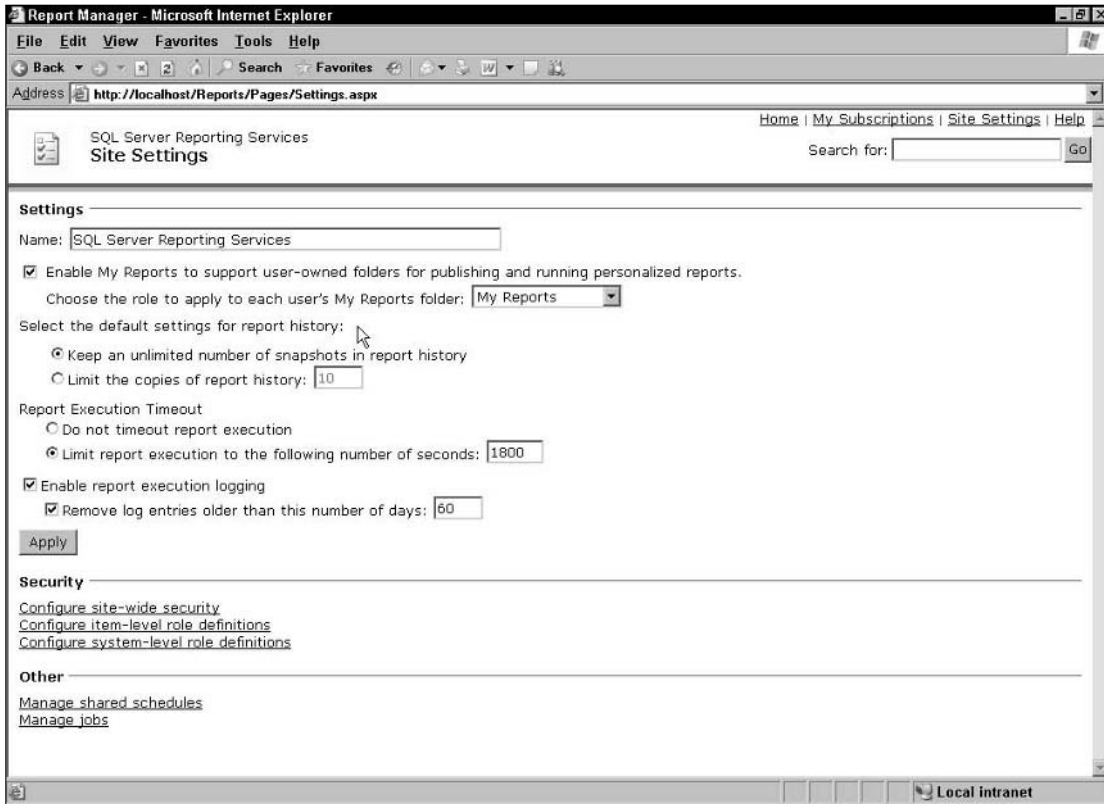 Report Manager - Microsoft Internet Explorer
File Edit View Favorites Tools Help
Back Search Favorites
Address http://localhost/Reports/Pages/Settings.aspx
Home | My Subscriptions | Site Settings | Help
SQL Server Reporting Services
Site Settings
Search for: Go
Settings
Name: SQL Server Reporting Services
Enable My Reports to support user-owned folders for publishing and running personalized reports.
Choose the role to apply to each user's My Reports folder: My Reports
Select the default settings for report history:
Keep an unlimited number of snapshots in report history
Limit the copies of report history: 10
Report Execution Timeout
Do not timeout report execution
Limit report execution to the following number of seconds: 1800
Enable report execution logging
Remove log entries older than this number of days: 60
Apply
Security
Configure site-wide security
Configure item-level role definitions
Configure system-level role definitions
Other
Manage shared schedules
Manage jobs
Local intranet